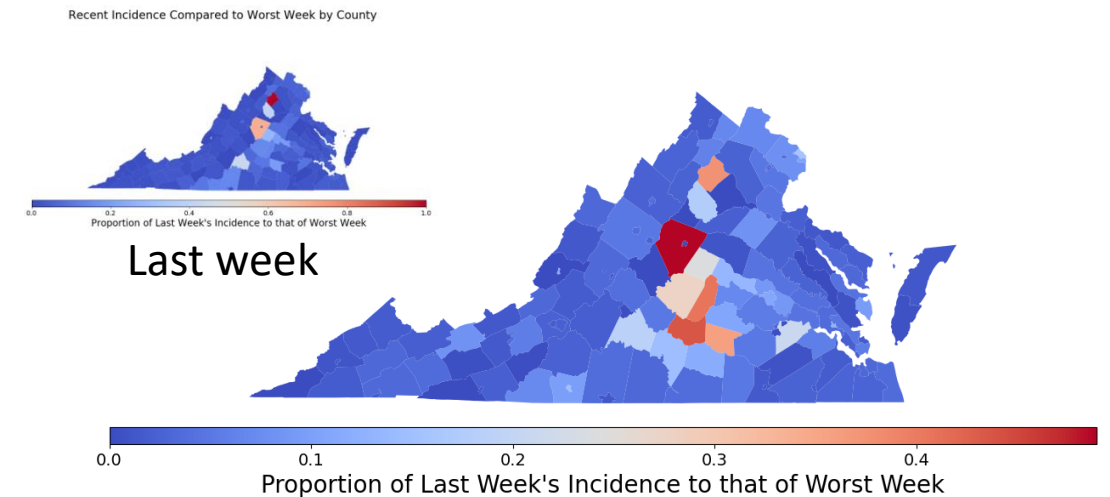 Recent Incidence Compared to Worst Week by County
0.0 0.2 0.4 0.6 0.8 1.0
Proportion of Last Week's Incidence to that of Worst Week
Last week
0.0 0.1 0.2 0.3 0.4
Proportion of Last Week's Incidence to that of Worst Week